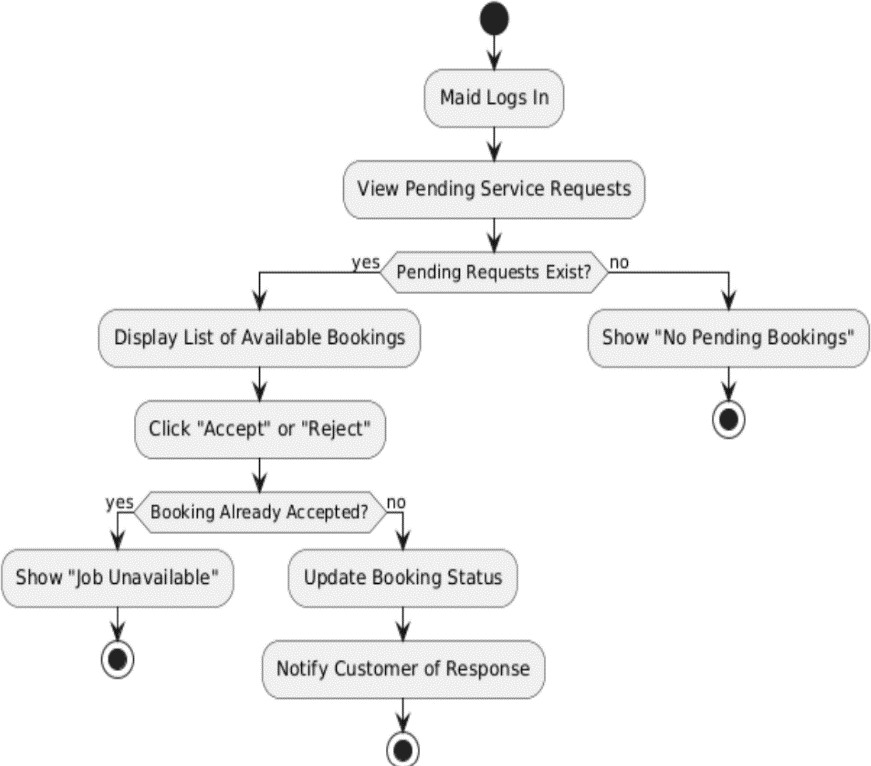 Maid Logs In
View Pending Service Requests
yes
Pending Requests Exist?
no
Display List of Available Bookings
Show "No Pending Bookings"
Click "Accept" or "Reject"
yes
Booking Already Accepted?
no
Show "Job Unavailable"
Update Booking Status
Notify Customer of Response